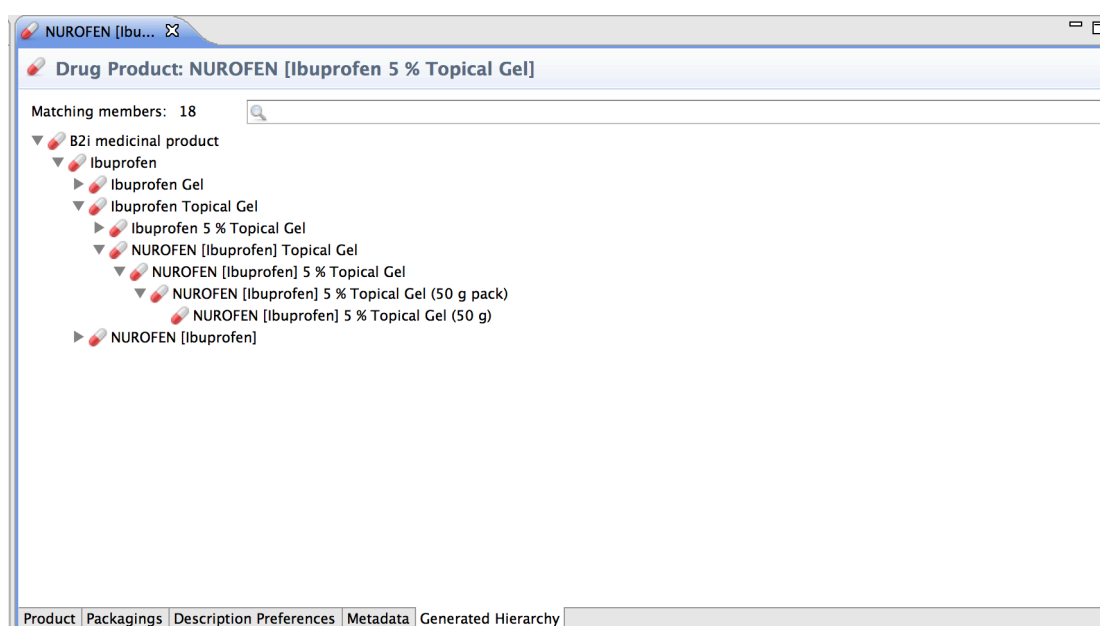 NUROFEN [Ibu...
Drug Product: NUROFEN [Ibuprofen 5 % Topical Gel]
Matching members: 18
B2i medicinal product
Ibuprofen
Ibuprofen Gel
Ibuprofen Topical Gel
Ibuprofen 5 % Topical Gel
NUROFEN [Ibuprofen] Topical Gel
NUROFEN [Ibuprofen] 5 % Topical Gel
NUROFEN [Ibuprofen] 5 % Topical Gel (50 g pack)
NUROFEN [Ibuprofen] 5 % Topical Gel (50 g)
NUROFEN [Ibuprofen]
Product Packagings Description Preferences Metadata Generated Hierarchy